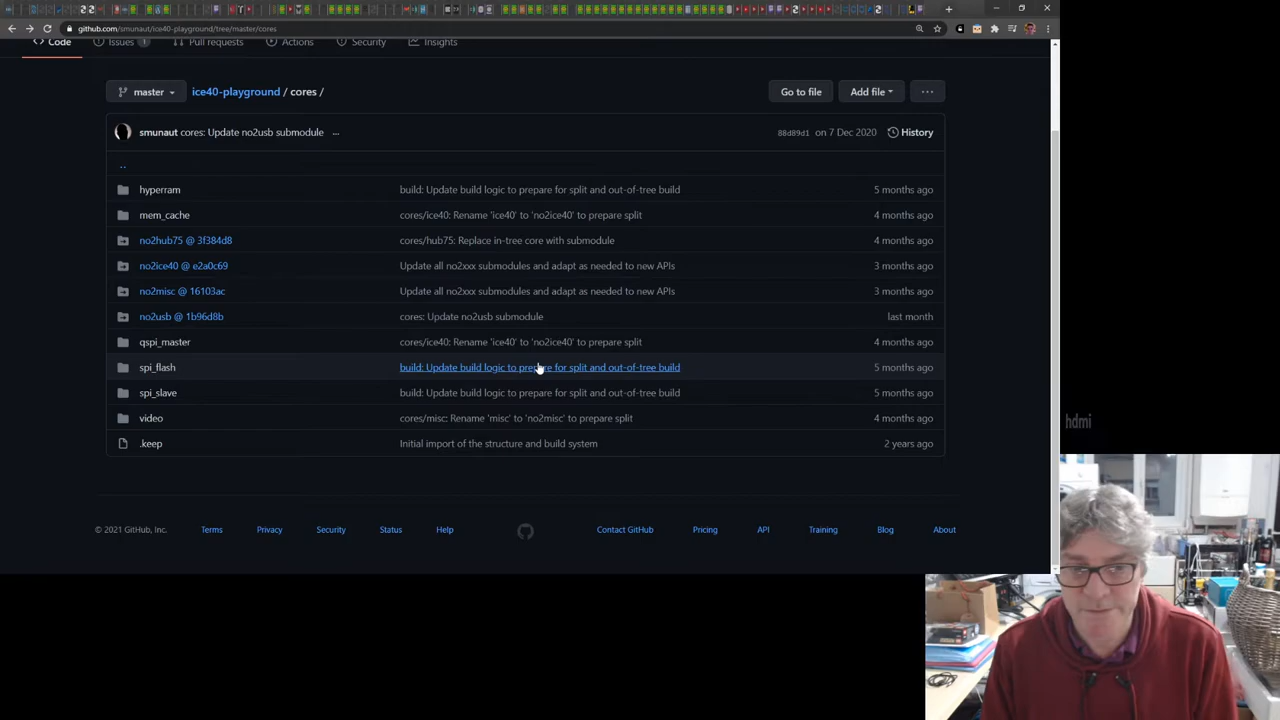 github.com/smunaut/ice40-playground/tree/master/cores
Code Issues 1 Pull requests Actions Security Insights
master ice40-playground / cores / Go to file Add file ...
smunaut cores: Update no2usb submodule ... 88d89d1 on 7 Dec 2020 History
..
hyperram build: Update build logic to prepare for split and out-of-tree build 5 months ago
mem_cache cores/ice40: Rename 'ice40' to 'no2ice40' to prepare split 4 months ago
no2hub75 @ 3f384d8 cores/hub75: Replace in-tree core with submodule 4 months ago
no2ice40 @ e2a0c69 Update all no2xxx submodules and adapt as needed to new APIs 3 months ago
no2misc @ 16103ac Update all no2xxx submodules and adapt as needed to new APIs 3 months ago
no2usb @ 1b96d8b cores: Update no2usb submodule last month
qspi_master cores/ice40: Rename 'ice40' to 'no2ice40' to prepare split 4 months ago
spi_flash build: Update build logic to prepare for split and out-of-tree build 5 months ago
spi_slave build: Update build logic to prepare for split and out-of-tree build 5 months ago
video cores/misc: Rename 'misc' to 'no2misc' to prepare split 4 months ago
.keep Initial import of the structure and build system 2 years ago
hdmi
© 2021 GitHub, Inc. Terms Privacy Security Status Help Contact GitHub Pricing API Training Blog About